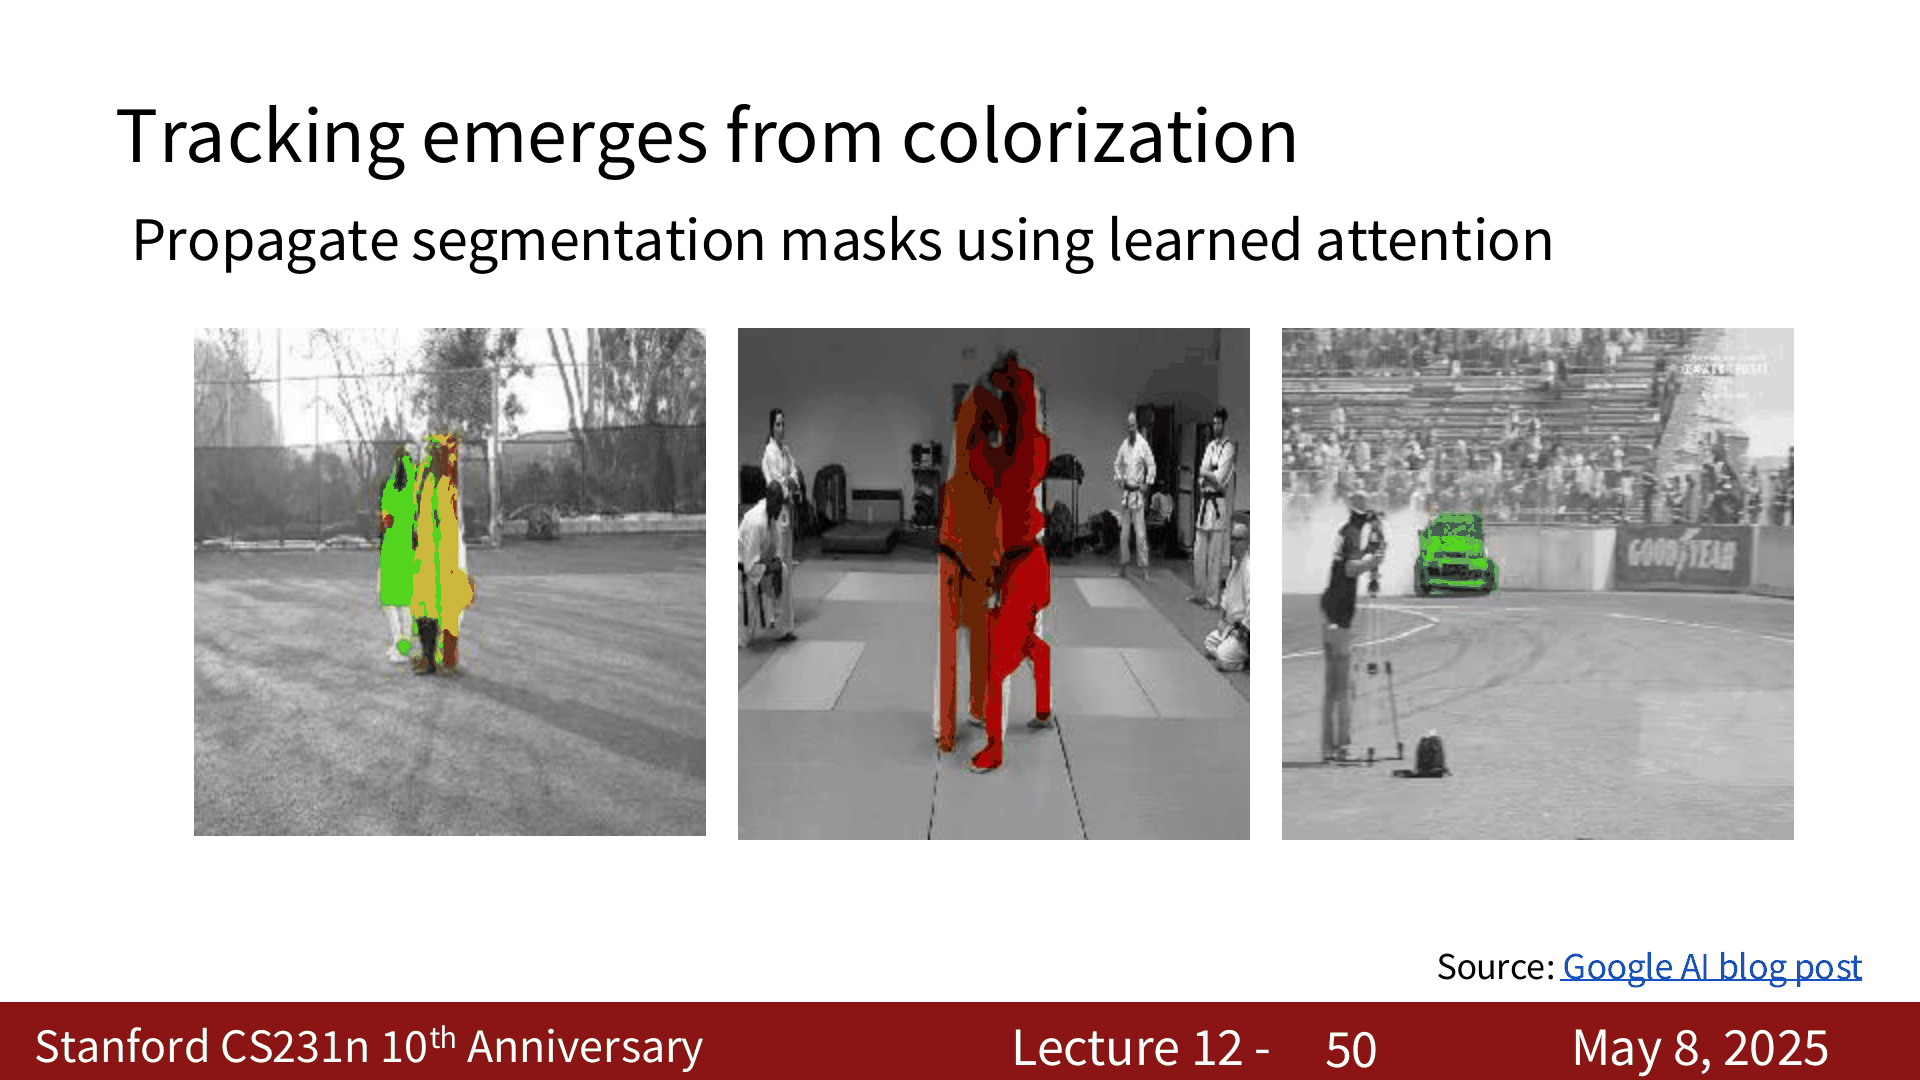 Tracking emerges from colorization
Propagate segmentation masks using learned attention
GOODYEAR
Source: Google AI blog post
Stanford CS231n 10th Anniversary
Lecture 12 - 50
May 8, 2025